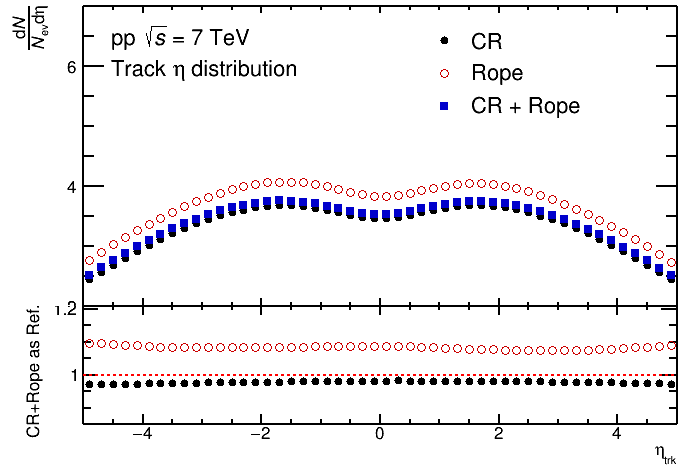 dN
N_ev dη
pp √s = 7 TeV
Track η distribution
CR
Rope
CR + Rope
6
4
2
1.2
1
CR+Rope as Ref.
−4 −2 0 2 4
η_trk